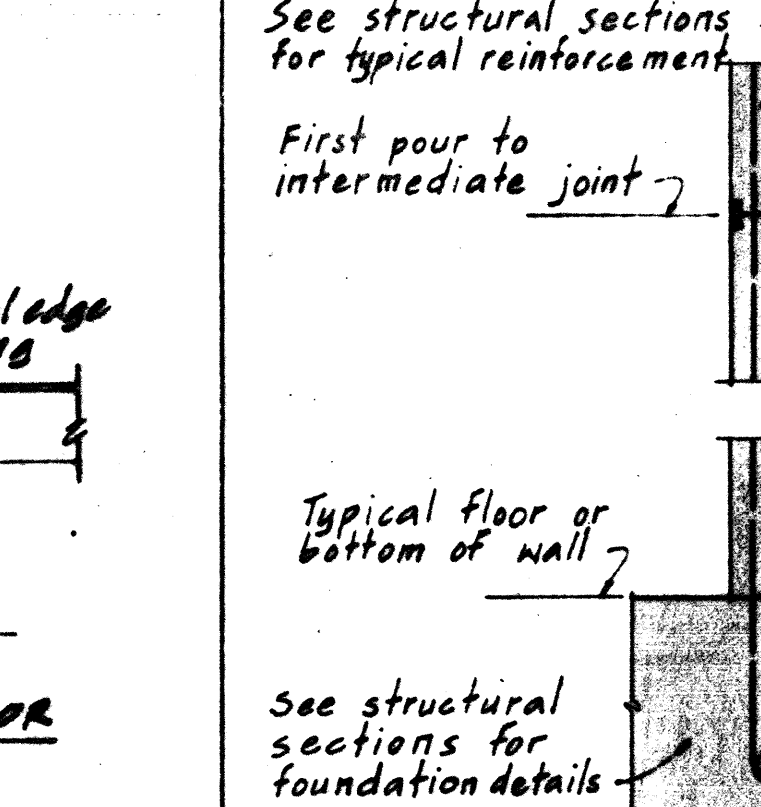 See structural sections
for typical reinforcement
First pour to
intermediate joint
ledge
Typical floor or
bottom of wall
See structural
sections for
foundation details